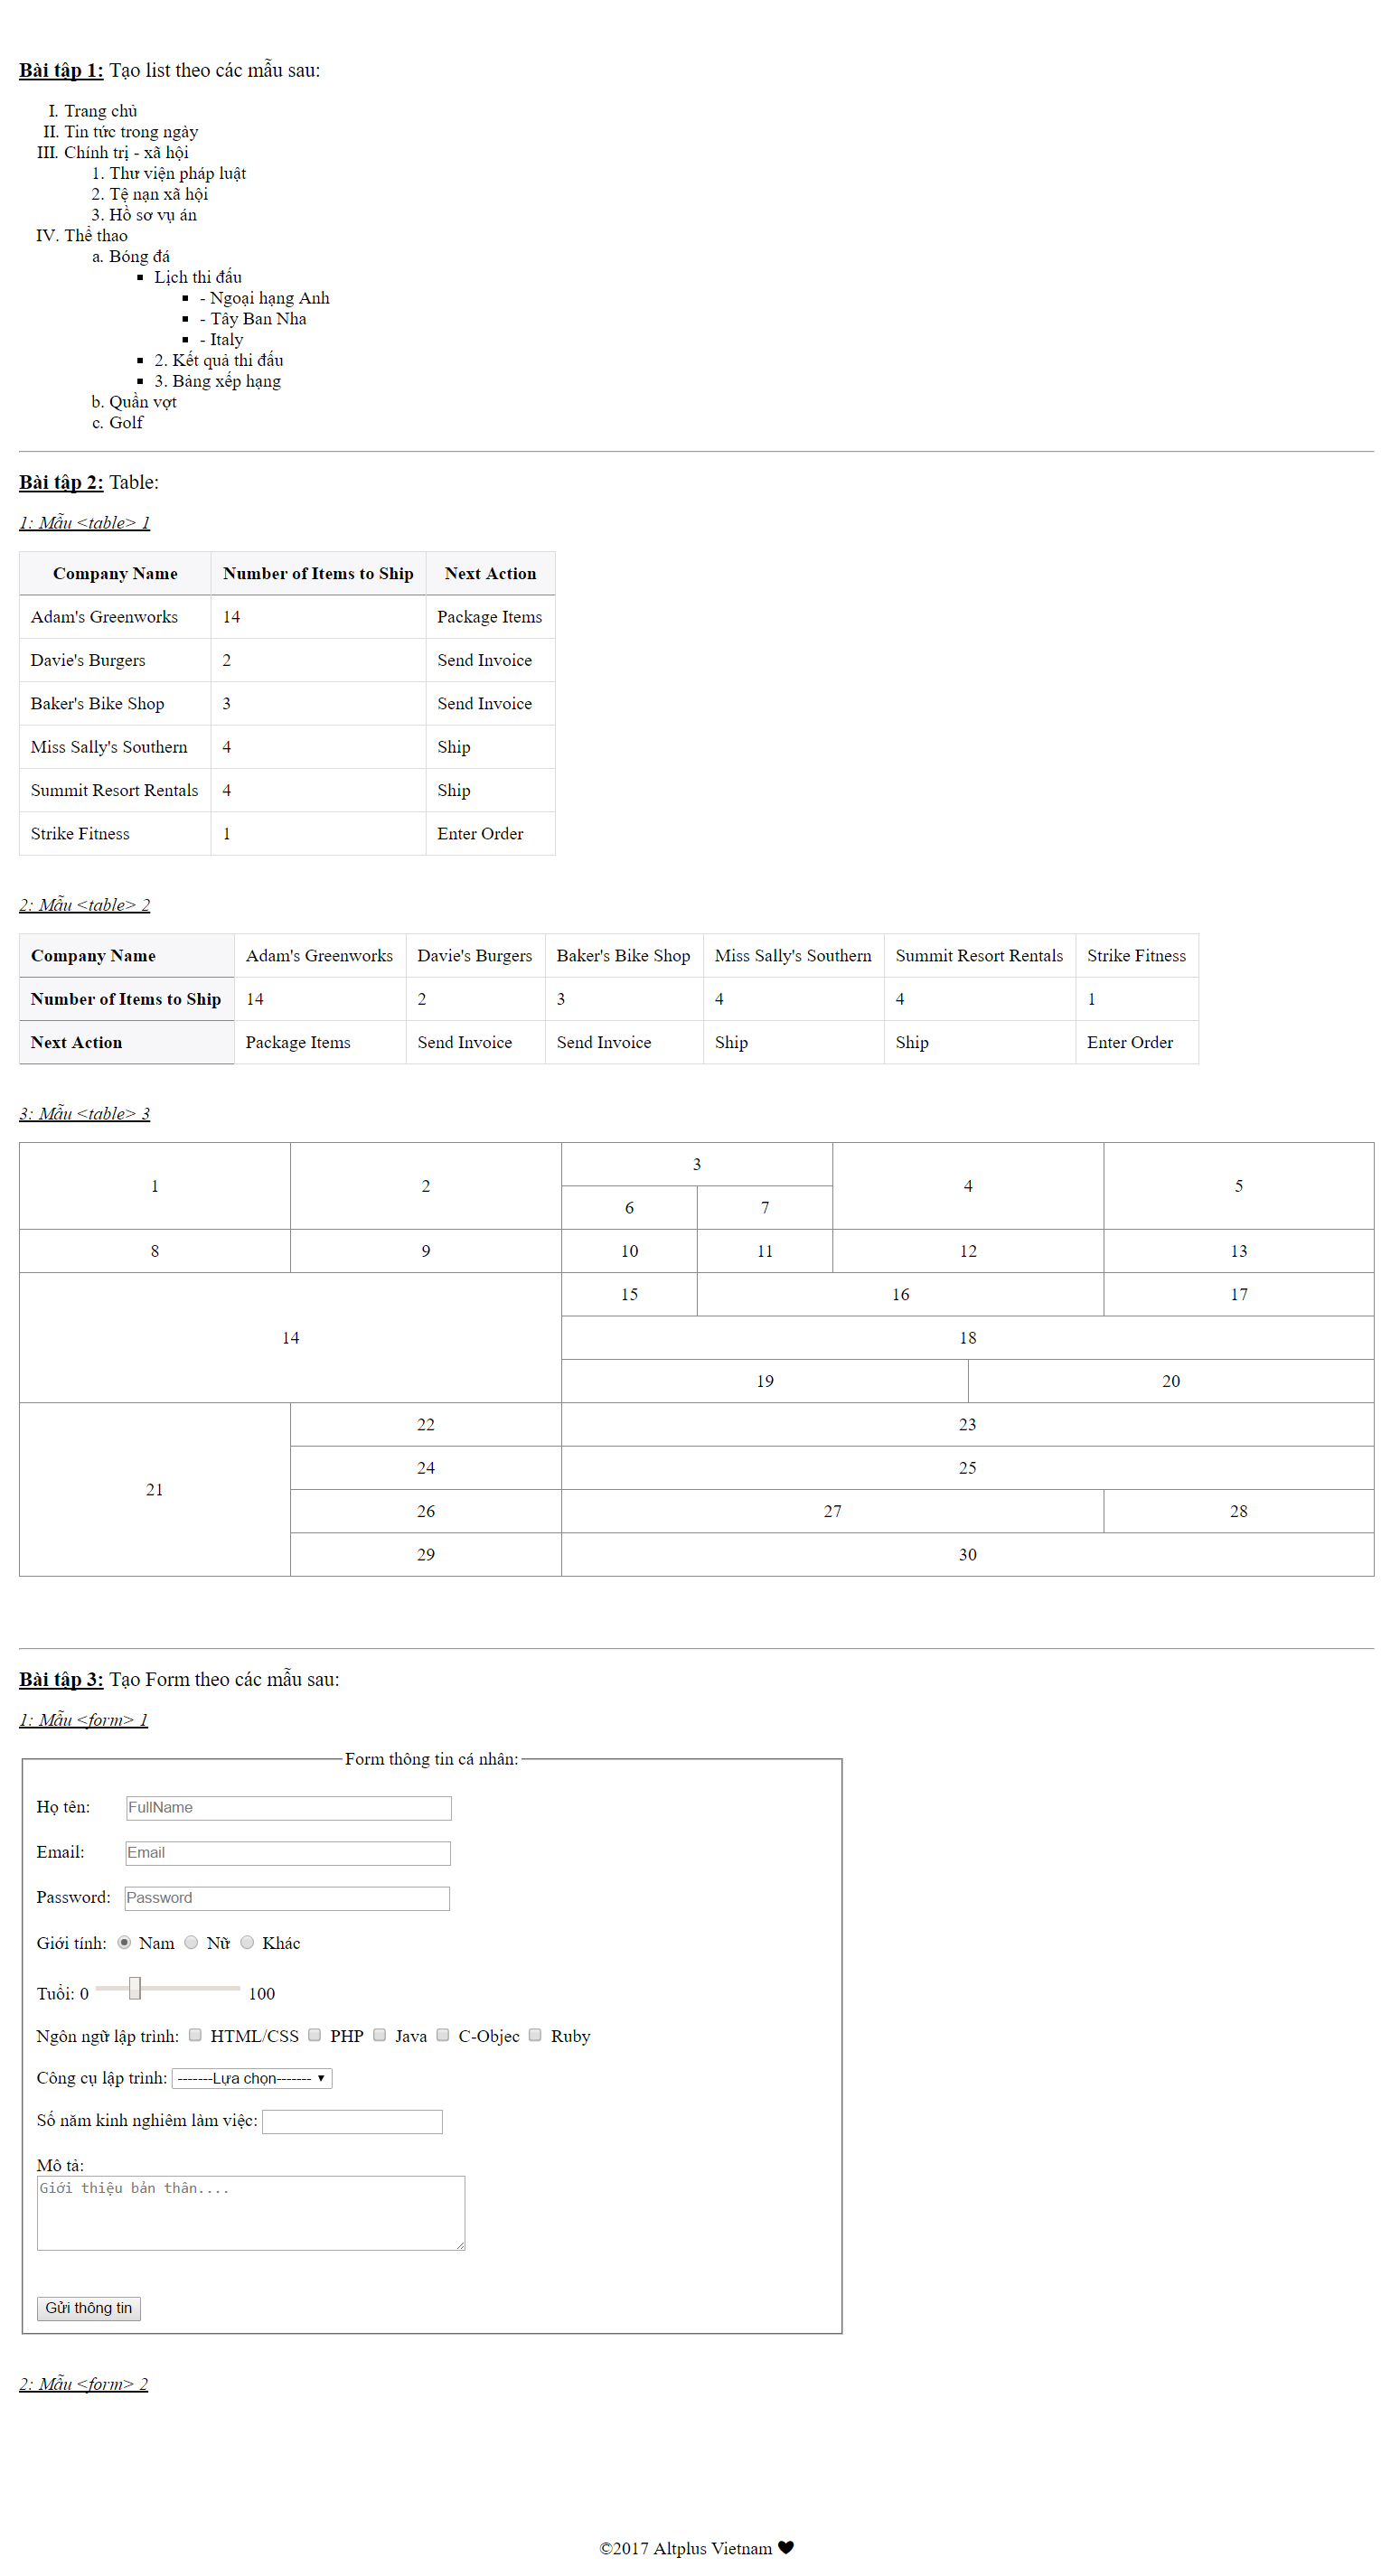 Bài tập 1: Tạo list theo các mẫu sau:
I. Trang chủ
II. Tin tức trong ngày
III. Chính trị - xã hội
1. Thư viện pháp luật
2. Tệ nạn xã hội
3. Hồ sơ vụ án
IV. Thể thao
a. Bóng đá
Lịch thi đấu
- Ngoại hạng Anh
- Tây Ban Nha
- Italy
2. Kết quả thi đấu
3. Bảng xếp hạng
b. Quần vợt
c. Golf
Bài tập 2: Table:
1: Mẫu <table> 1
Company Name Number of Items to Ship Next Action
Adam's Greenworks 14 Package Items
Davie's Burgers 2 Send Invoice
Baker's Bike Shop 3 Send Invoice
Miss Sally's Southern 4 Ship
Summit Resort Rentals 4 Ship
Strike Fitness 1 Enter Order
2: Mẫu <table> 2
Company Name Adam's Greenworks Davie's Burgers Baker's Bike Shop Miss Sally's Southern Summit Resort Rentals Strike Fitness
Number of Items to Ship 14 2 3 4 4 1
Next Action Package Items Send Invoice Send Invoice Ship Ship Enter Order
3: Mẫu <table> 3
1 2 3 4 5
6 7
8 9 10 11 12 13
14 15 16 17
18
19 20
21 22 23
24 25
26 27 28
29 30
Bài tập 3: Tạo Form theo các mẫu sau:
1: Mẫu <form> 1
Form thông tin cá nhân:
Họ tên: FullName
Email: Email
Password: Password
Giới tính: Nam Nữ Khác
Tuổi: 0 100
Ngôn ngữ lập trình: HTML/CSS PHP Java C-Objec Ruby
Công cụ lập trình: -------Lựa chọn-------
Số năm kinh nghiêm làm việc:
Mô tả:
Giới thiệu bản thân....
Gửi thông tin
2: Mẫu <form> 2
©2017 Altplus Vietnam ♥